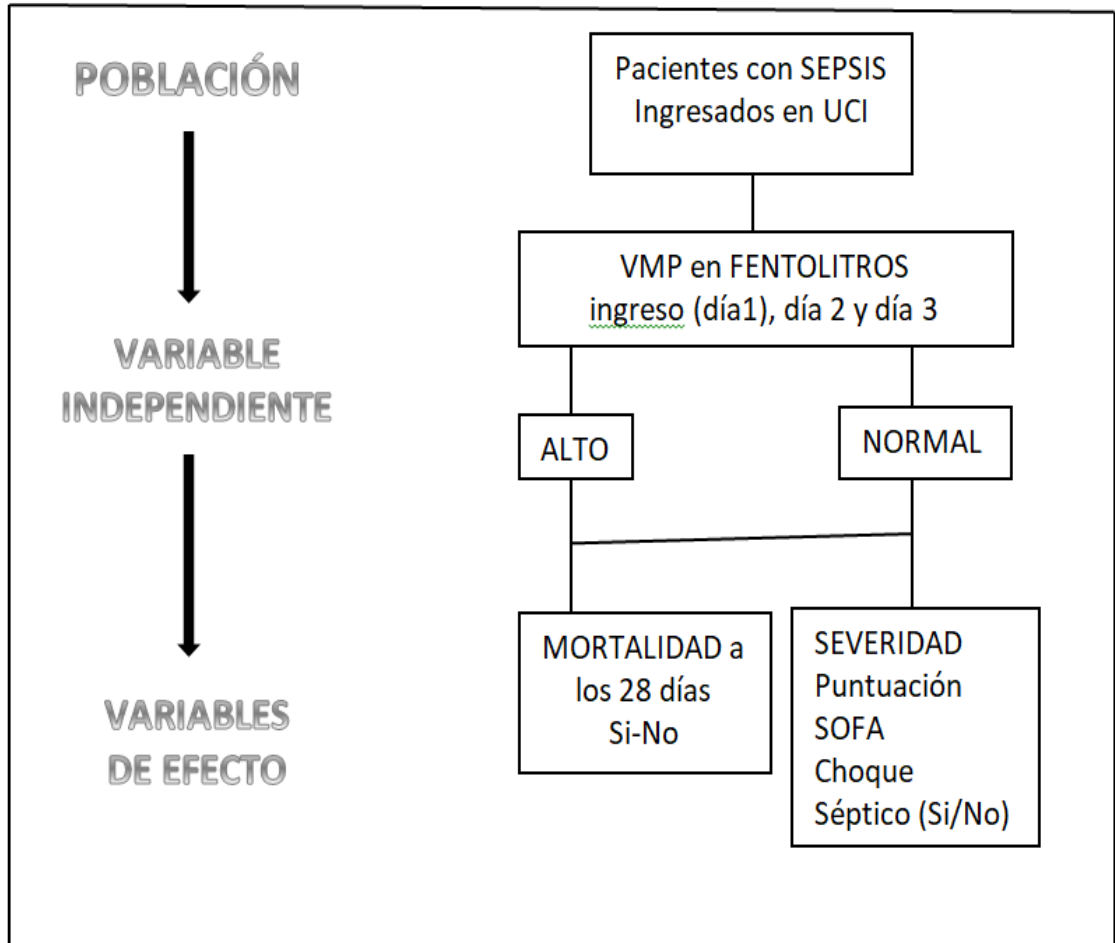 POBLACIÓN
Pacientes con SEPSIS
Ingresados en UCI
VMP en FENTOLITROS
ingreso (día1), día 2 y día 3
VARIABLE
INDEPENDIENTE
ALTO
NORMAL
MORTALIDAD a
los 28 días
Si-No
SEVERIDAD
Puntuación
SOFA
Choque
Séptico (Si/No)
VARIABLES
DE EFECTO